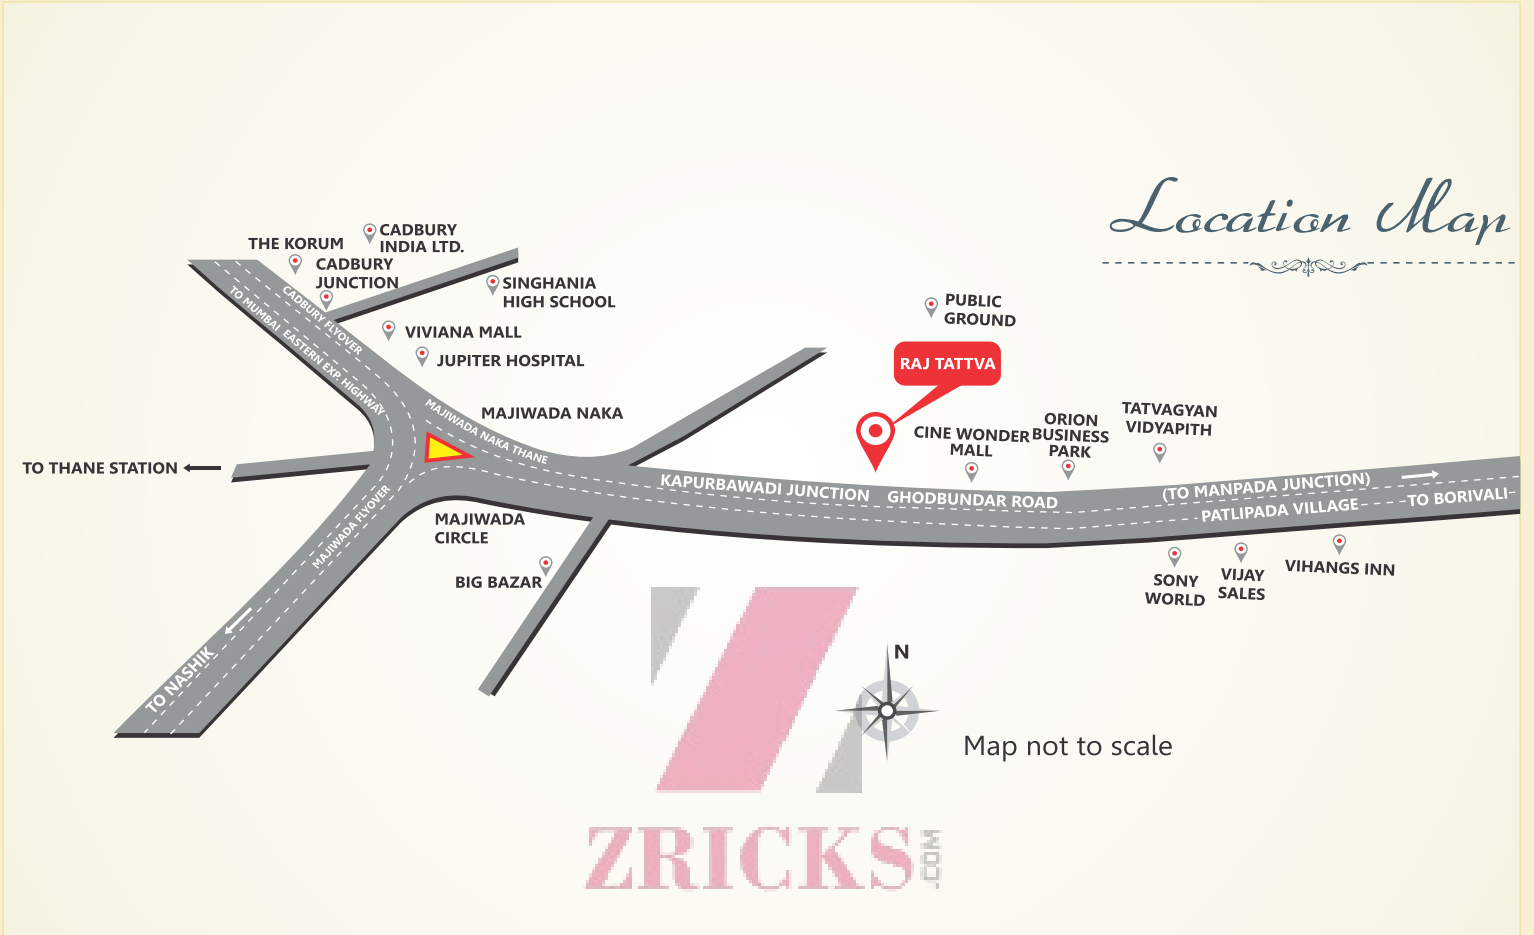 Location Map
CADBURY
INDIA LTD.
THE KORUM
CADBURY
JUNCTION
SINGHANIA
HIGH SCHOOL
VIVIANA MALL
JUPITER HOSPITAL
CADBURY FLYOVER
TO MUMBAI EASTERN EXP. HIGHWAY
MAJIWADA NAKA
MAJIWADA NAKA THANE
TO THANE STATION
MAJIWADA FLYOVER
TO NASHIK
MAJIWADA
CIRCLE
BIG BAZAR
PUBLIC
GROUND
RAJ TATTVA
CINE WONDER
MALL
ORION
BUSINESS
PARK
TATVAGYAN
VIDYAPITH
KAPURBAWADI JUNCTION
GHODBUNDAR ROAD
(TO MANPADA JUNCTION)
PATLIPADA VILLAGE
TO BORIVALI
SONY
WORLD
VIJAY
SALES
VIHANGS INN
N
Map not to scale
ZRICKS
.COM